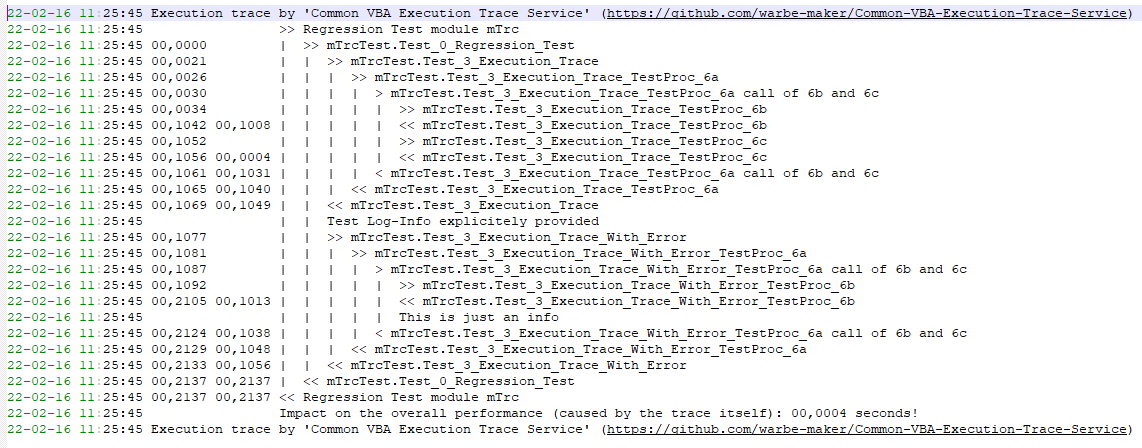 22-02-16 11:25:45 Execution trace by 'Common VBA Execution Trace Service' (https://github.com/warbe-maker/Common-VBA-Execution-Trace-Service)
22-02-16 11:25:45                 >> Regression Test module mTrc
22-02-16 11:25:45 00,0000         |  >> mTrcTest.Test_0_Regression_Test
22-02-16 11:25:45 00,0021         |  |  >> mTrcTest.Test_3_Execution_Trace
22-02-16 11:25:45 00,0026         |  |  |  >> mTrcTest.Test_3_Execution_Trace_TestProc_6a
22-02-16 11:25:45 00,0030         |  |  |  |  > mTrcTest.Test_3_Execution_Trace_TestProc_6a call of 6b and 6c
22-02-16 11:25:45 00,0034         |  |  |  |  |  >> mTrcTest.Test_3_Execution_Trace_TestProc_6b
22-02-16 11:25:45 00,1042 00,1008 |  |  |  |  |  << mTrcTest.Test_3_Execution_Trace_TestProc_6b
22-02-16 11:25:45 00,1052         |  |  |  |  |  >> mTrcTest.Test_3_Execution_Trace_TestProc_6c
22-02-16 11:25:45 00,1056 00,0004 |  |  |  |  |  << mTrcTest.Test_3_Execution_Trace_TestProc_6c
22-02-16 11:25:45 00,1061 00,1031 |  |  |  |  < mTrcTest.Test_3_Execution_Trace_TestProc_6a call of 6b and 6c
22-02-16 11:25:45 00,1065 00,1040 |  |  |  << mTrcTest.Test_3_Execution_Trace_TestProc_6a
22-02-16 11:25:45 00,1069 00,1049 |  |  << mTrcTest.Test_3_Execution_Trace
22-02-16 11:25:45                 |  |  Test Log-Info explicitely provided
22-02-16 11:25:45 00,1077         |  |  >> mTrcTest.Test_3_Execution_Trace_With_Error
22-02-16 11:25:45 00,1081         |  |  |  >> mTrcTest.Test_3_Execution_Trace_With_Error_TestProc_6a
22-02-16 11:25:45 00,1087         |  |  |  |  > mTrcTest.Test_3_Execution_Trace_With_Error_TestProc_6a call of 6b and 6c
22-02-16 11:25:45 00,1092         |  |  |  |  |  >> mTrcTest.Test_3_Execution_Trace_With_Error_TestProc_6b
22-02-16 11:25:45 00,2105 00,1013 |  |  |  |  |  << mTrcTest.Test_3_Execution_Trace_With_Error_TestProc_6b
22-02-16 11:25:45                 |  |  |  |  |  This is just an info
22-02-16 11:25:45 00,2124 00,1038 |  |  |  |  < mTrcTest.Test_3_Execution_Trace_With_Error_TestProc_6a call of 6b and 6c
22-02-16 11:25:45 00,2129 00,1048 |  |  |  << mTrcTest.Test_3_Execution_Trace_With_Error_TestProc_6a
22-02-16 11:25:45 00,2133 00,1056 |  |  << mTrcTest.Test_3_Execution_Trace_With_Error
22-02-16 11:25:45 00,2137 00,2137 |  << mTrcTest.Test_0_Regression_Test
22-02-16 11:25:45 00,2137 00,2137 << Regression Test module mTrc
22-02-16 11:25:45                 Impact on the overall performance (caused by the trace itself): 00,0004 seconds!
22-02-16 11:25:45 Execution trace by 'Common VBA Execution Trace Service' (https://github.com/warbe-maker/Common-VBA-Execution-Trace-Service)